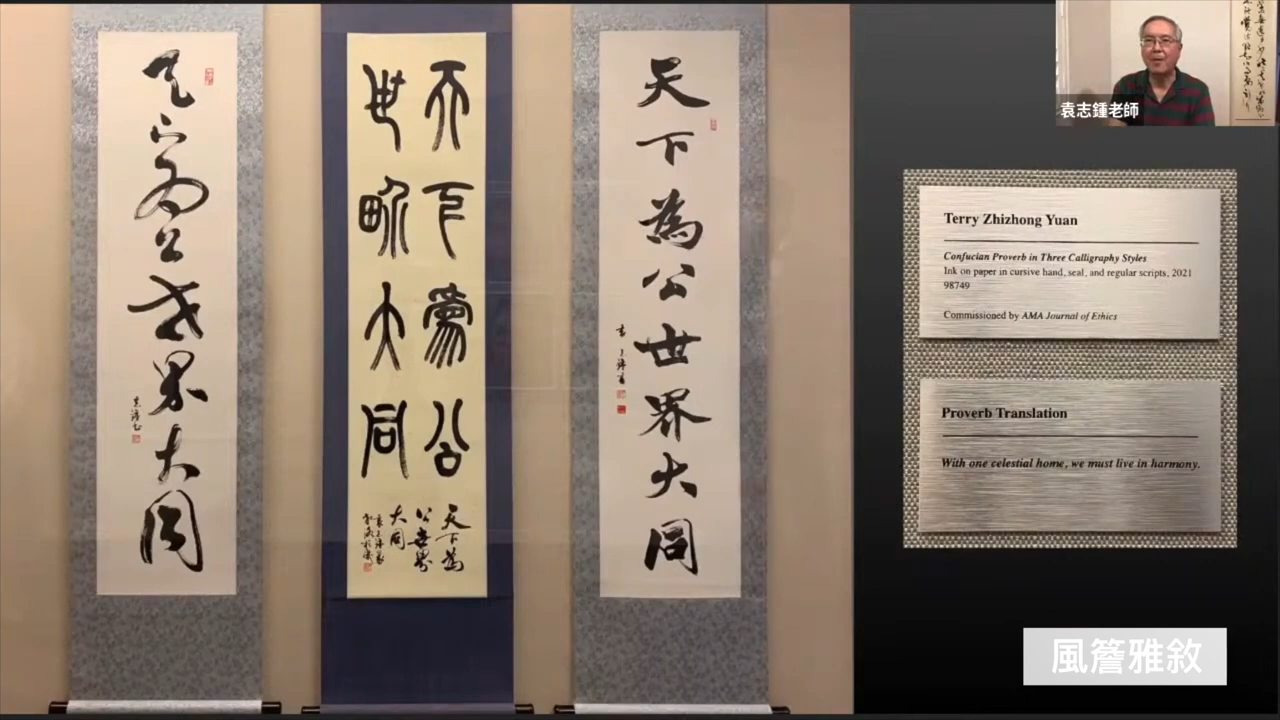 天下為公世界大同
天下為公
世界大同
天下為
公世界
大同
天下為公世界大同
袁志鍾老師
Terry Zhizhong Yuan
Confucian Proverb in Three Calligraphy Styles
Ink on paper in cursive hand, seal, and regular scripts, 2021
98749
Commissioned by AMA Journal of Ethics
Proverb Translation
With one celestial home, we must live in harmony.
風簷雅敘